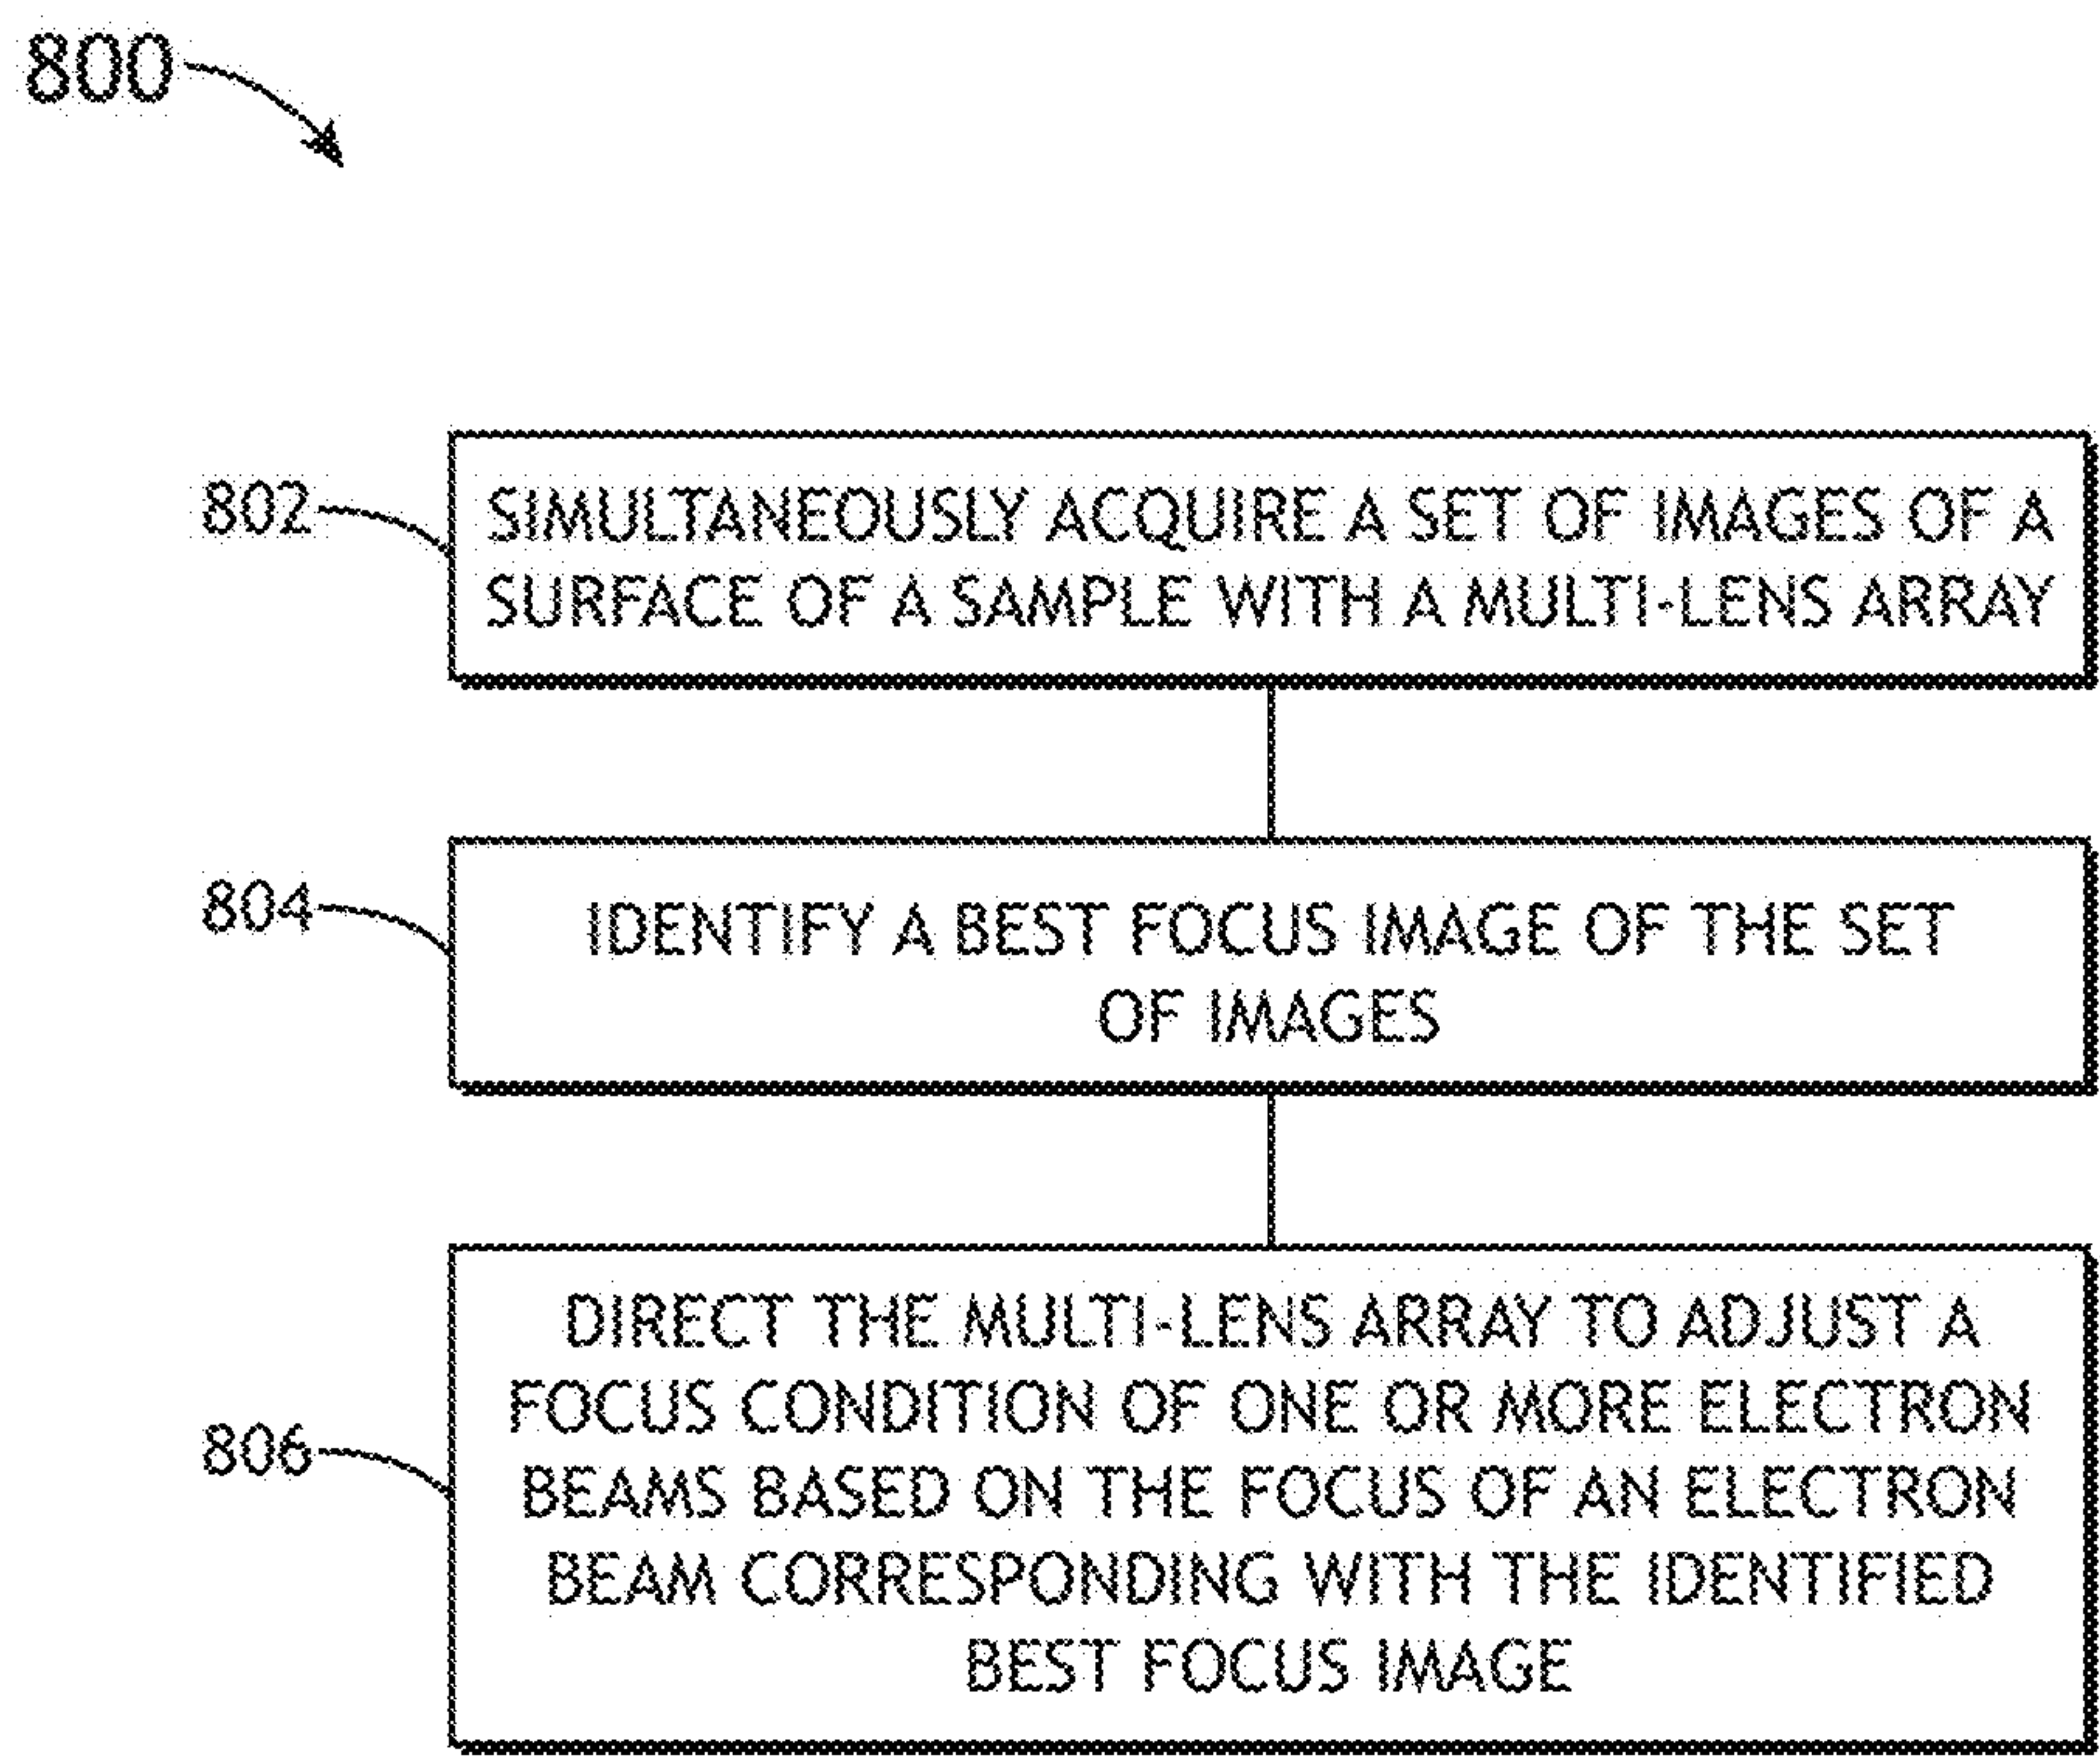 800
802
SIMULTANEOUSLY ACQUIRE A SET OF IMAGES OF A
SURFACE OF A SAMPLE WITH A MULTI-LENS ARRAY
804
IDENTIFY A BEST FOCUS IMAGE OF THE SET
OF IMAGES
806
DIRECT THE MULTI-LENS ARRAY TO ADJUST A
FOCUS CONDITION OF ONE OR MORE ELECTRON
BEAMS BASED ON THE FOCUS OF AN ELECTRON
BEAM CORRESPONDING WITH THE IDENTIFIED
BEST FOCUS IMAGE